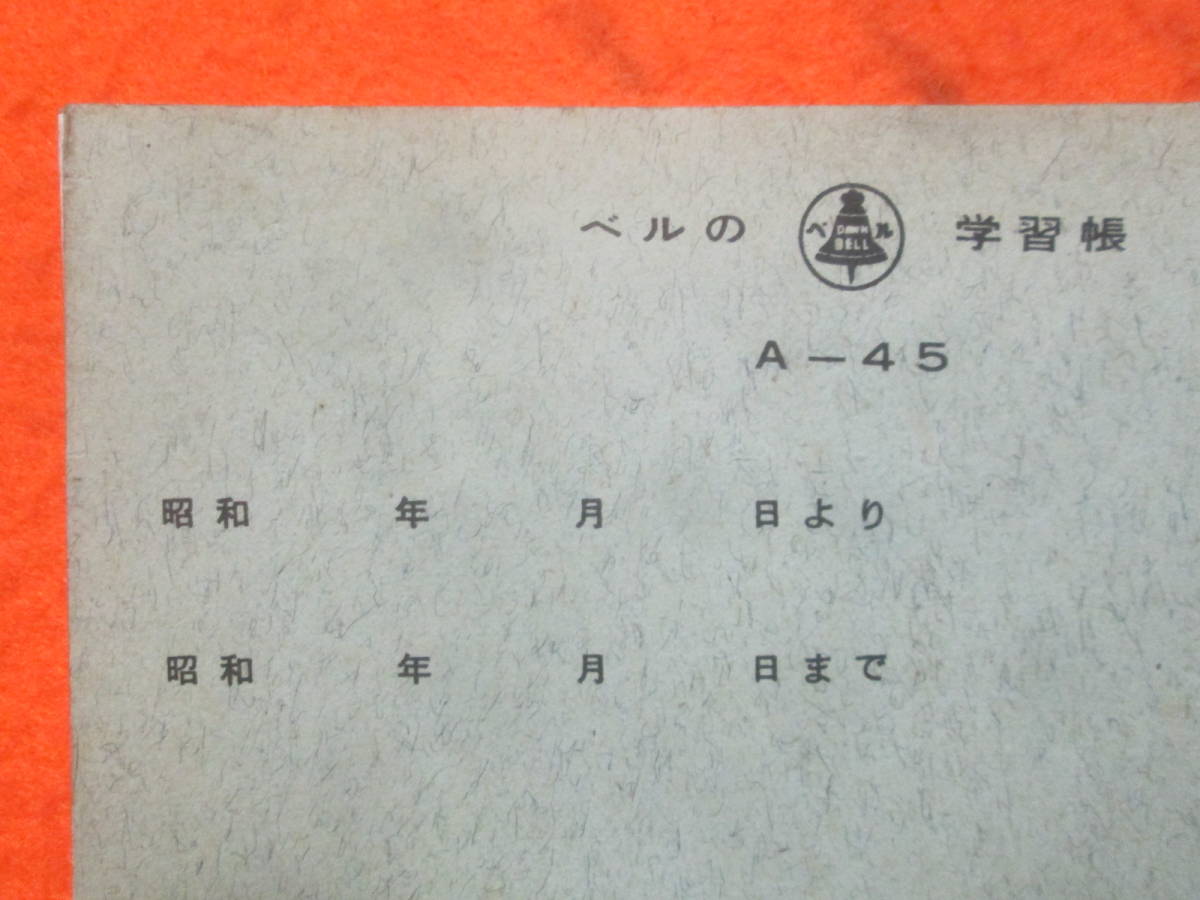 ベルの ベル BELL 学習帳
A-45
昭和 年 月 日より
昭和 年 月 日まで